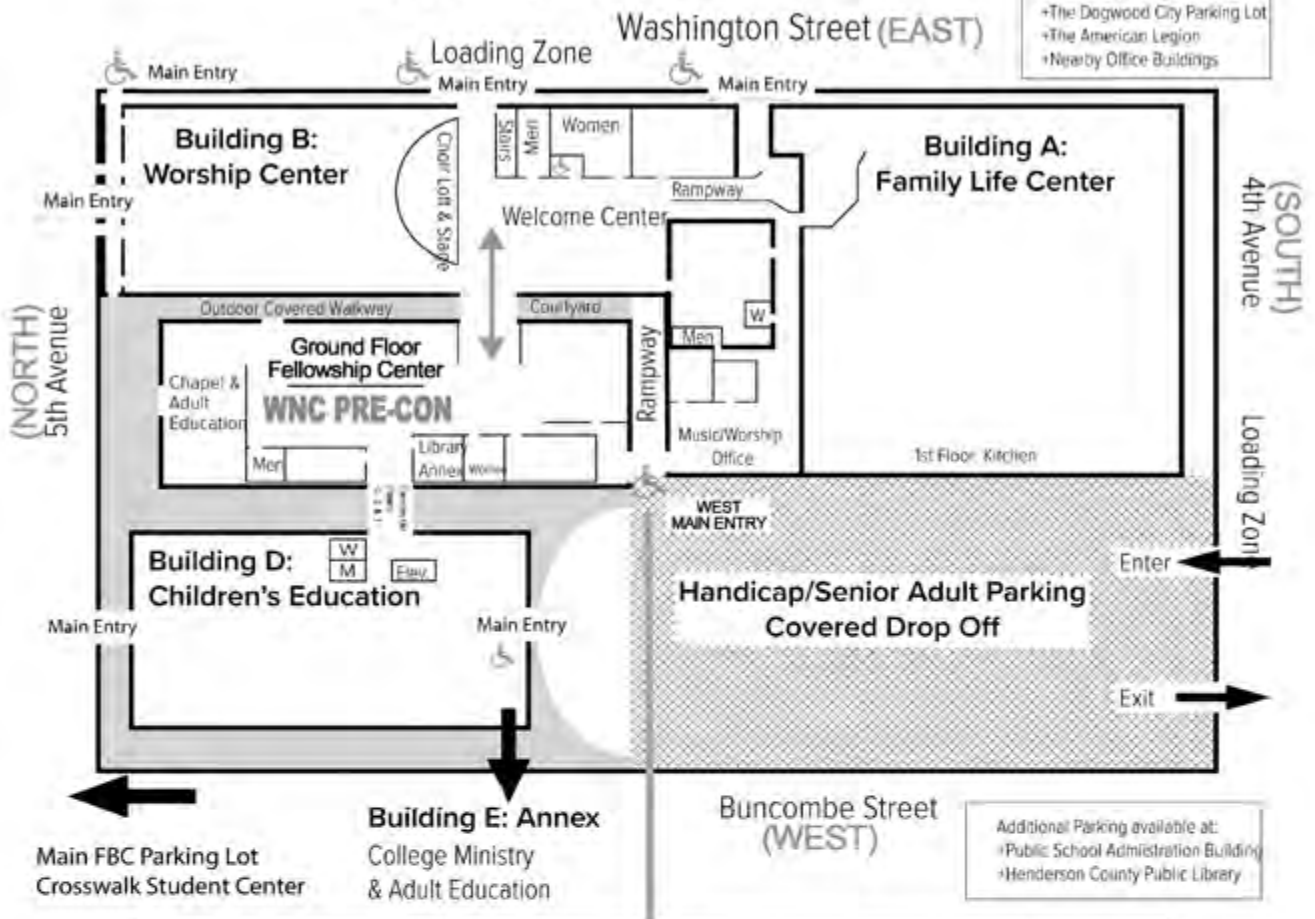 Washington Street (EAST)
+The Dogwood City Parking Lot
+The American Legion
+Nearby Office Buildings
Loading Zone
Main Entry
Main Entry
Main Entry
Building B:
Worship Center
Choir Loft & Stage
Stairs
Men
Women
Building A:
Family Life Center
Rampway
Welcome Center
Main Entry
(NORTH)
5th Avenue
(SOUTH)
4th Avenue
Outdoor Covered Walkway
Courtyard
W
Men
Rampway
Ground Floor
Fellowship Center
WNC PRE-CON
Chapel &
Adult
Education
Men
Library
Annex
Women
Music/Worship
Office
1st Floor Kitchen
Loading Zone
WEST
MAIN ENTRY
Building D:
Children's Education
W
M
Elev.
Enter
Handicap/Senior Adult Parking
Covered Drop Off
Main Entry
Main Entry
Exit
Building E: Annex
College Ministry
& Adult Education
Main FBC Parking Lot
Crosswalk Student Center
Buncombe Street
(WEST)
Additional Parking available at:
+Public School Admiistration Building
+Henderson County Public Library